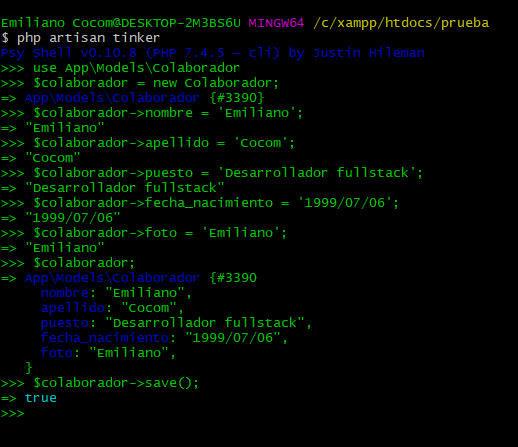 Emiliano Cocom@DESKTOP-2M3BS6U MINGW64 /c/xampp/htdocs/prueba
$ php artisan tinker
Psy Shell v0.10.8 (PHP 7.4.5 — cli) by Justin Hileman
>>> use App\Models\Colaborador
>>> $colaborador = new Colaborador;
=> App\Models\Colaborador {#3390}
>>> $colaborador->nombre = 'Emiliano';
=> "Emiliano"
>>> $colaborador->apellido = 'Cocom';
=> "Cocom"
>>> $colaborador->puesto = 'Desarrollador fullstack';
=> "Desarrollador fullstack"
>>> $colaborador->fecha_nacimiento = '1999/07/06';
=> "1999/07/06"
>>> $colaborador->foto = 'Emiliano';
=> "Emiliano"
>>> $colaborador;
=> App\Models\Colaborador {#3390
nombre: "Emiliano",
apellido: "Cocom",
puesto: "Desarrollador fullstack",
fecha_nacimiento: "1999/07/06",
foto: "Emiliano",
}
>>> $colaborador->save();
=> true
>>>